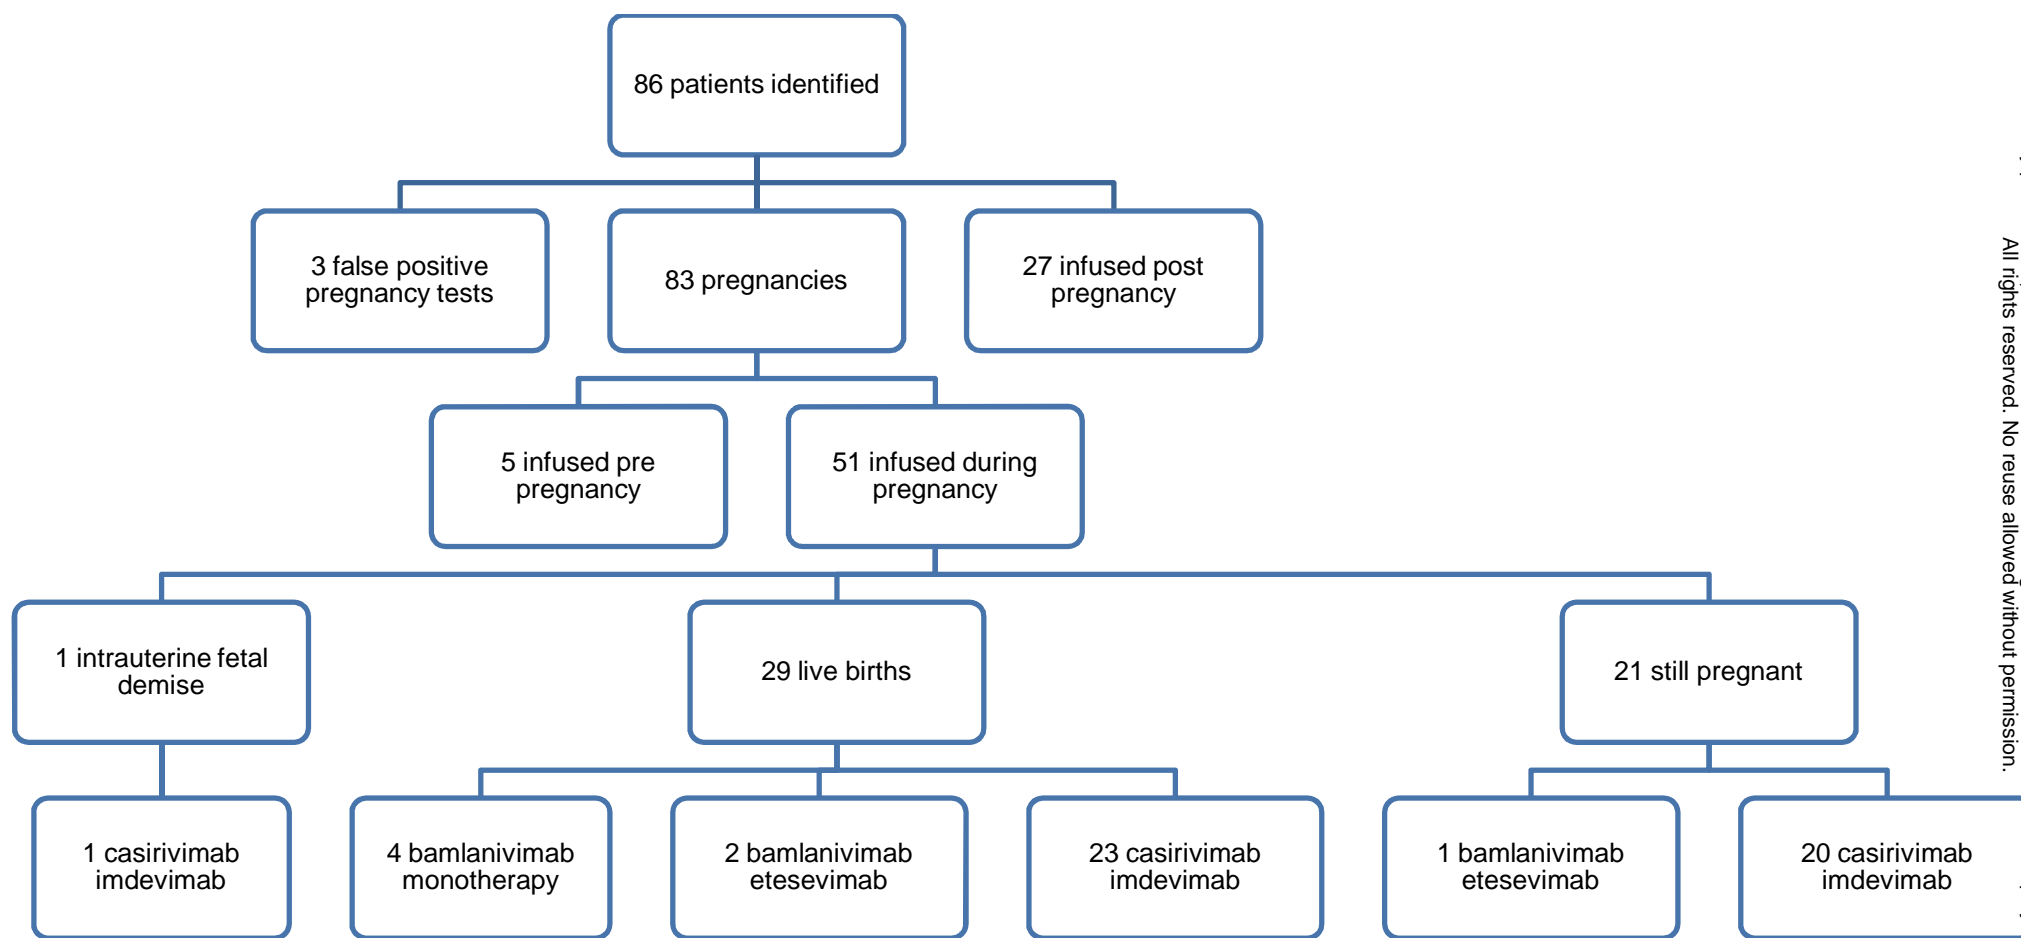 86 patients identified
3 false positive
pregnancy tests
83 pregnancies
27 infused post
pregnancy
5 infused pre
pregnancy
51 infused during
pregnancy
1 intrauterine fetal
demise
29 live births
21 still pregnant
1 casirivimab
imdevimab
4 bamlanivimab
monotherapy
2 bamlanivimab
etesevimab
23 casirivimab
imdevimab
1 bamlanivimab
etesevimab
20 casirivimab
imdevimab
All rights reserved. No reuse allowed without permission.